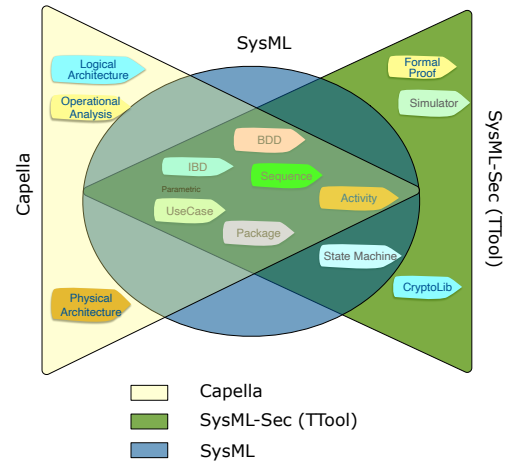 SysML
Logical
Architecture
Formal
Proof
Operational
Analysis
Simulator
BDD
IBD
Sequence
Parametric
Activity
UseCase
Package
State Machine
Capella
SysML-Sec (TTool)
CryptoLib
Physical
Architecture
Capella
SysML-Sec (TTool)
SysML